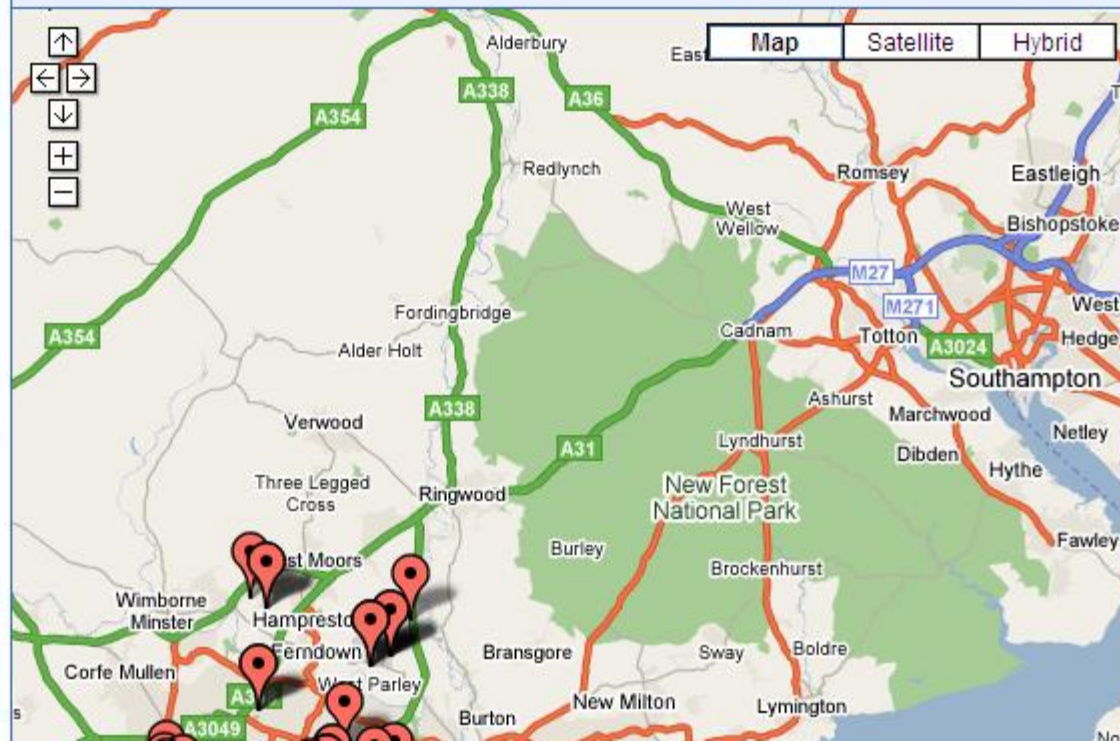 Alderbury
Map
Satellite
Hybrid
A338
A36
A354
Redlynch
Romsey
Eastleigh
West
Wellow
Bishopstoke
M27
M271
West
Fordingbridge
Cadnam
Totton
A3024
Hedge
A354
Alder Holt
Southampton
A338
Ashurst
Marchwood
Verwood
A31
Lyndhurst
Netley
Dibden
Hythe
Three Legged
Cross
Ringwood
New Forest
National Park
Burley
Fawley
Brockenhurst
Wimborne
Minster
Ferndown
Bransgore
Sway
Boldre
Corfe Mullen
New Milton
Lymington
Burton
A3049